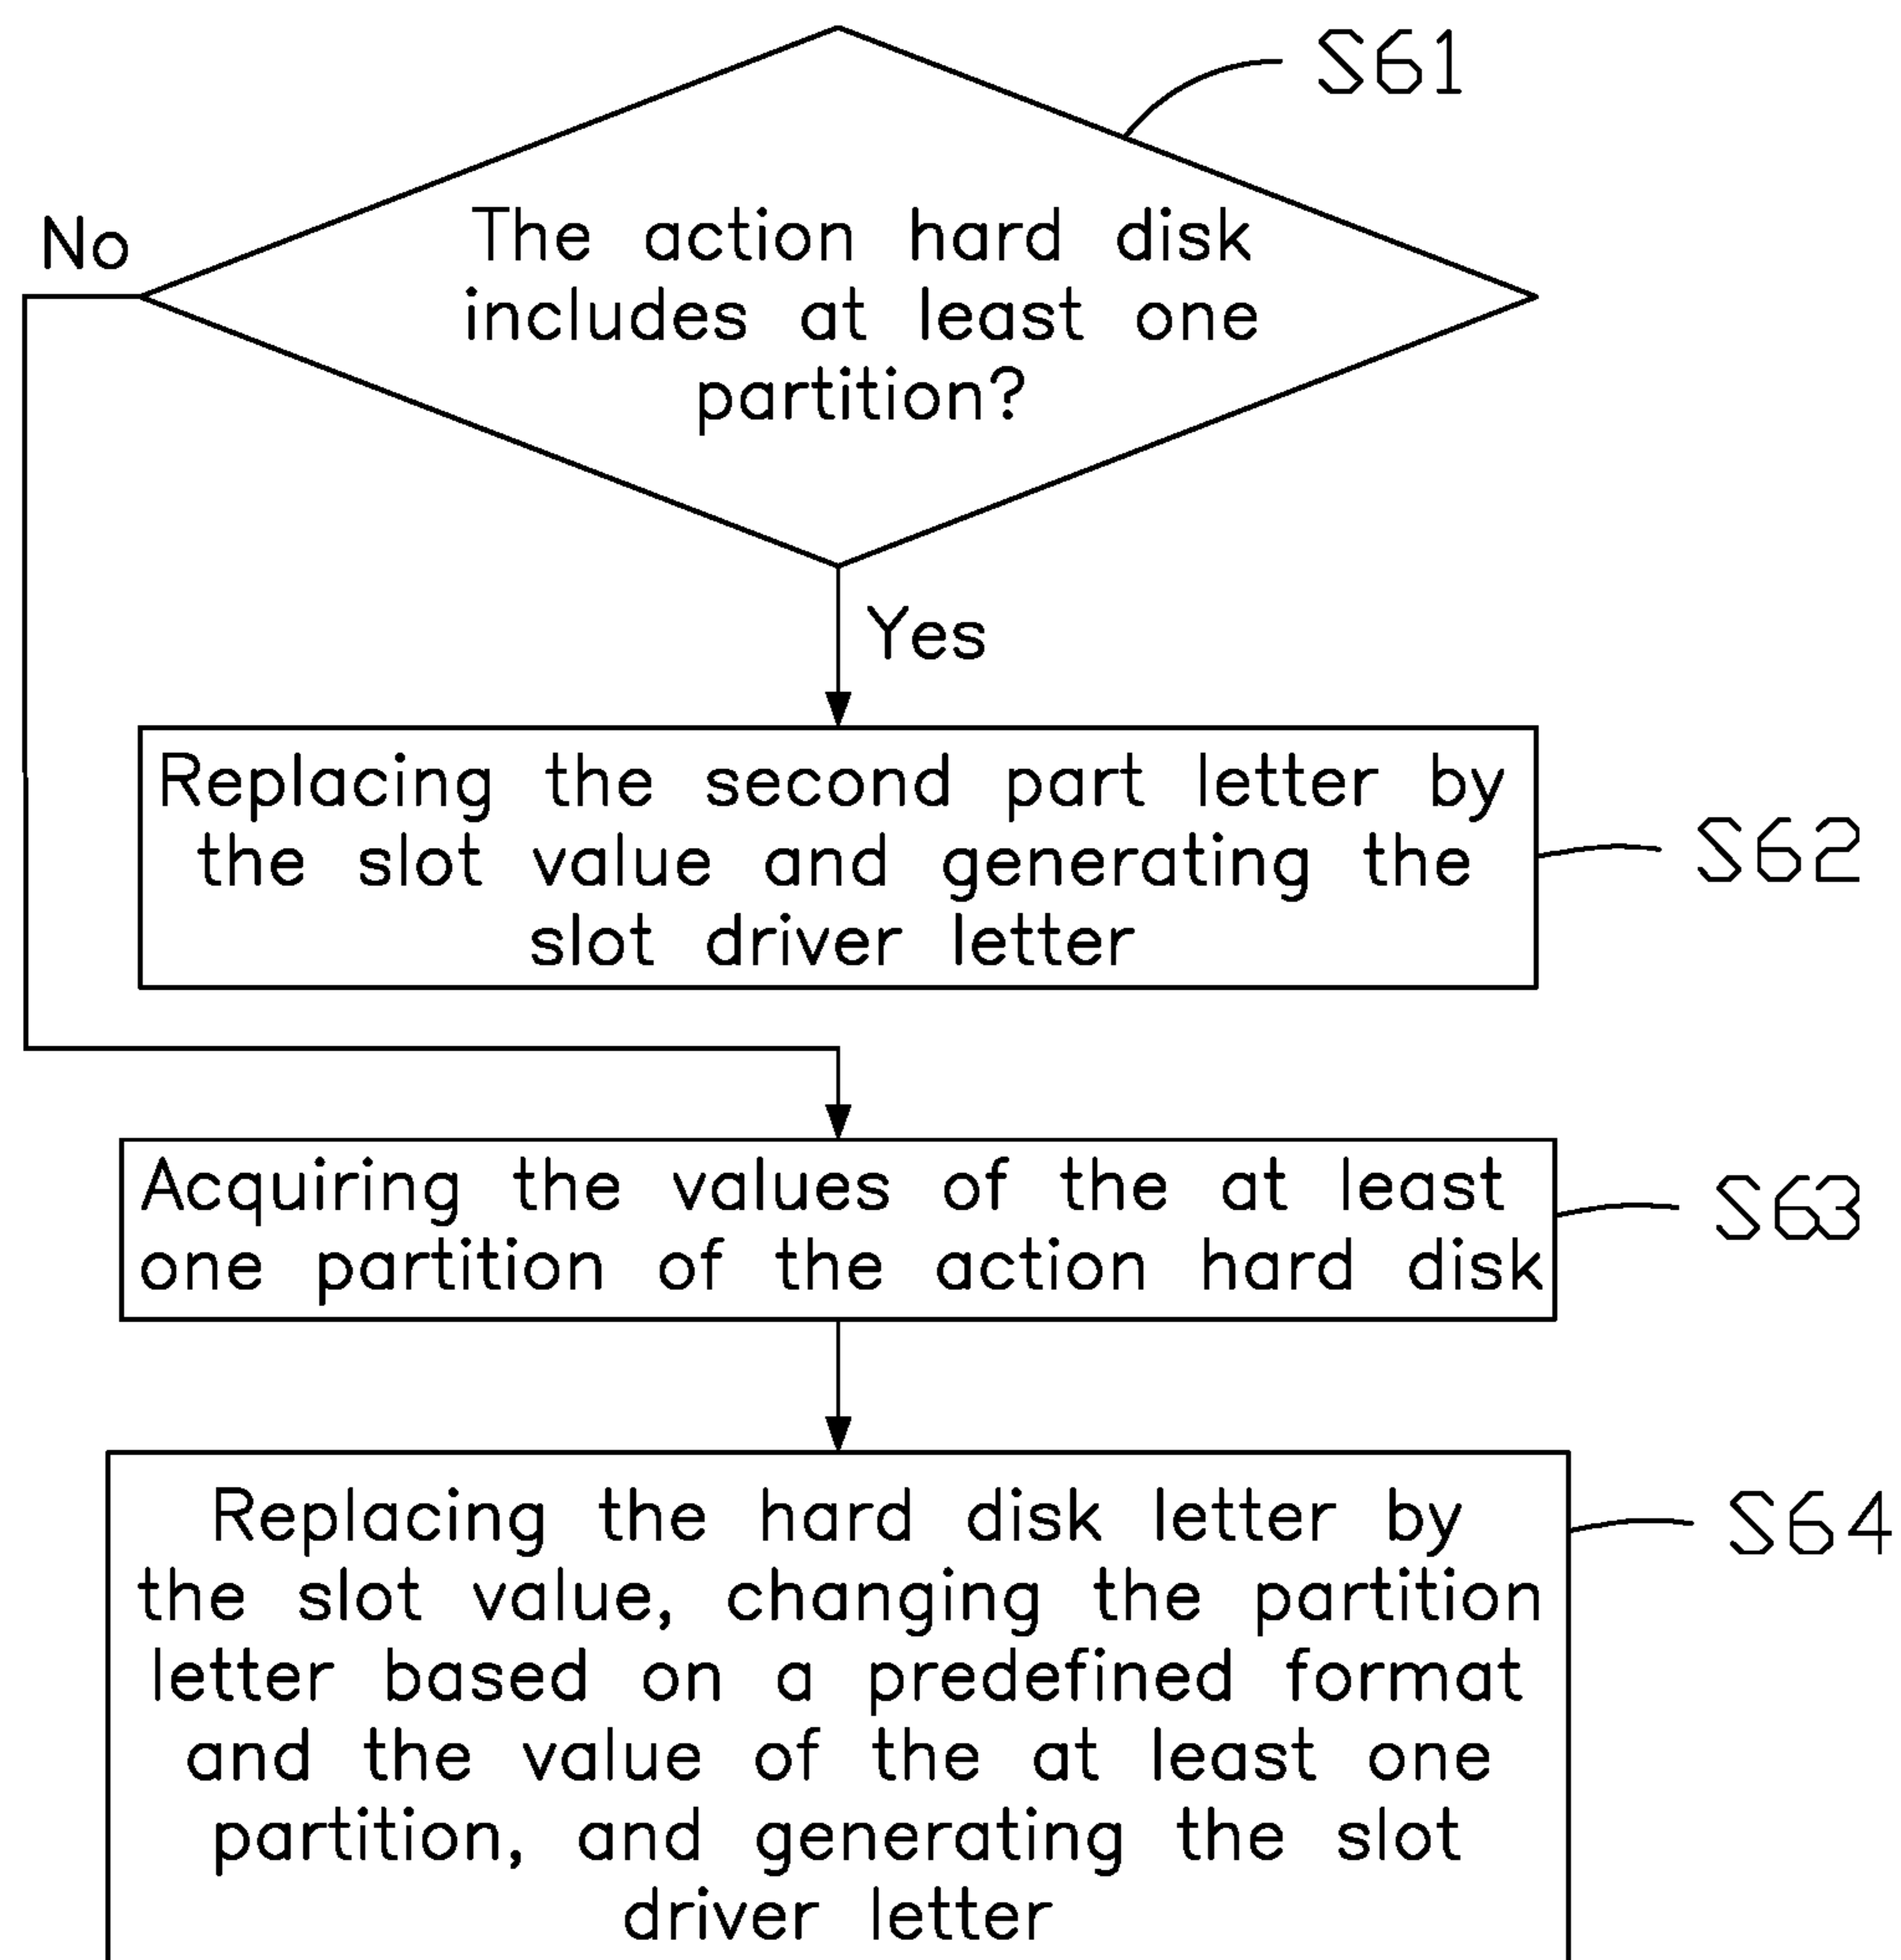 S61
The action hard disk
includes at least one
partition?
No
Yes
Replacing the second part letter by
the slot value and generating the
slot driver letter
S62
Acquiring the values of the at least
one partition of the action hard disk
S63
Replacing the hard disk letter by
the slot value, changing the partition
letter based on a predefined format
and the value of the at least one
partition, and generating the slot
driver letter
S64